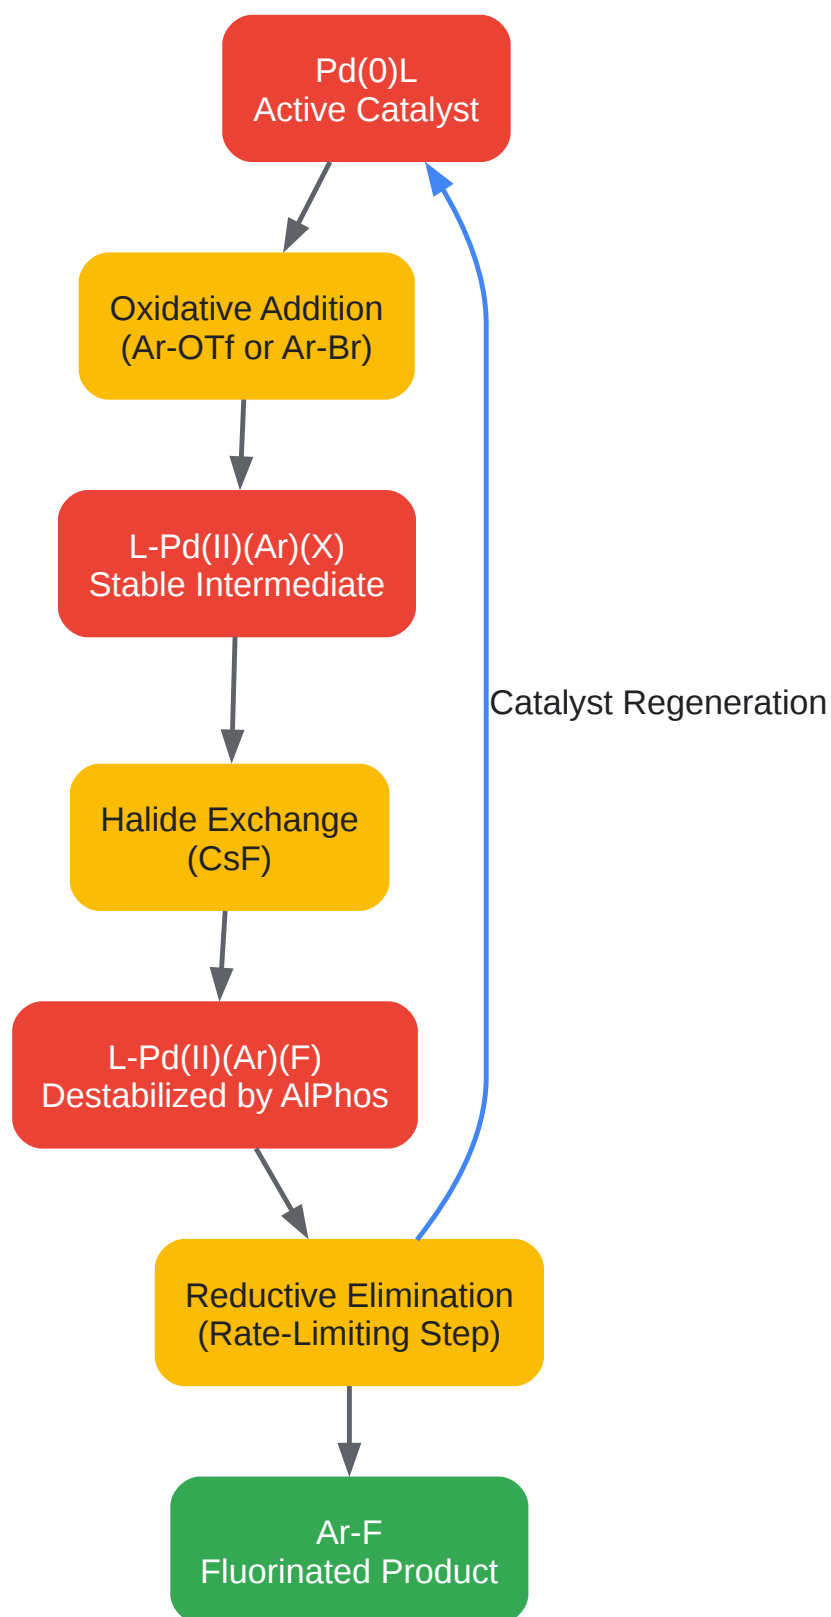 Pd(0)L
Active Catalyst
Oxidative Addition
(Ar-OTf or Ar-Br)
L-Pd(II)(Ar)(X)
Stable Intermediate
Catalyst Regeneration
Halide Exchange
(CsF)
L-Pd(II)(Ar)(F)
Destabilized by AlPhos
Reductive Elimination
(Rate-Limiting Step)
Ar-F
Fluorinated Product